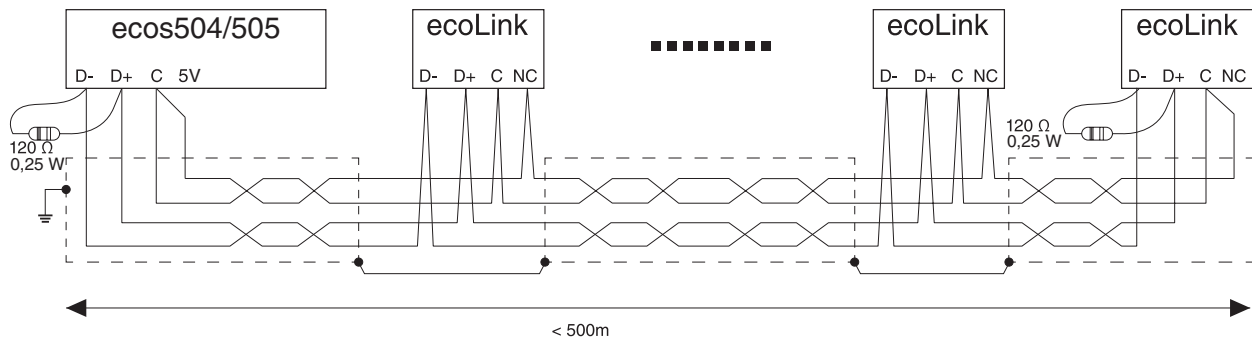 ecos504/505
D- D+ C 5V
ecoLink
D- D+ C NC
ecoLink
D- D+ C NC
ecoLink
D- D+ C NC
120 Ω
0,25 W
120 Ω
0,25 W
< 500m